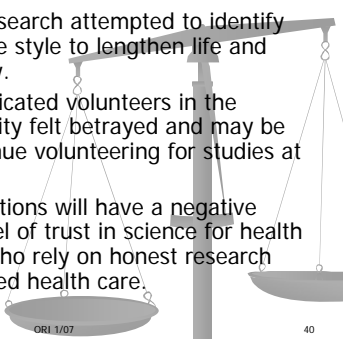 search attempted to identify
e style to lengthen life and
y.
icated volunteers in the
ity felt betrayed and may be
nue volunteering for studies at
tions will have a negative
el of trust in science for health
ho rely on honest research
ed health care.
ORI 1/07 40